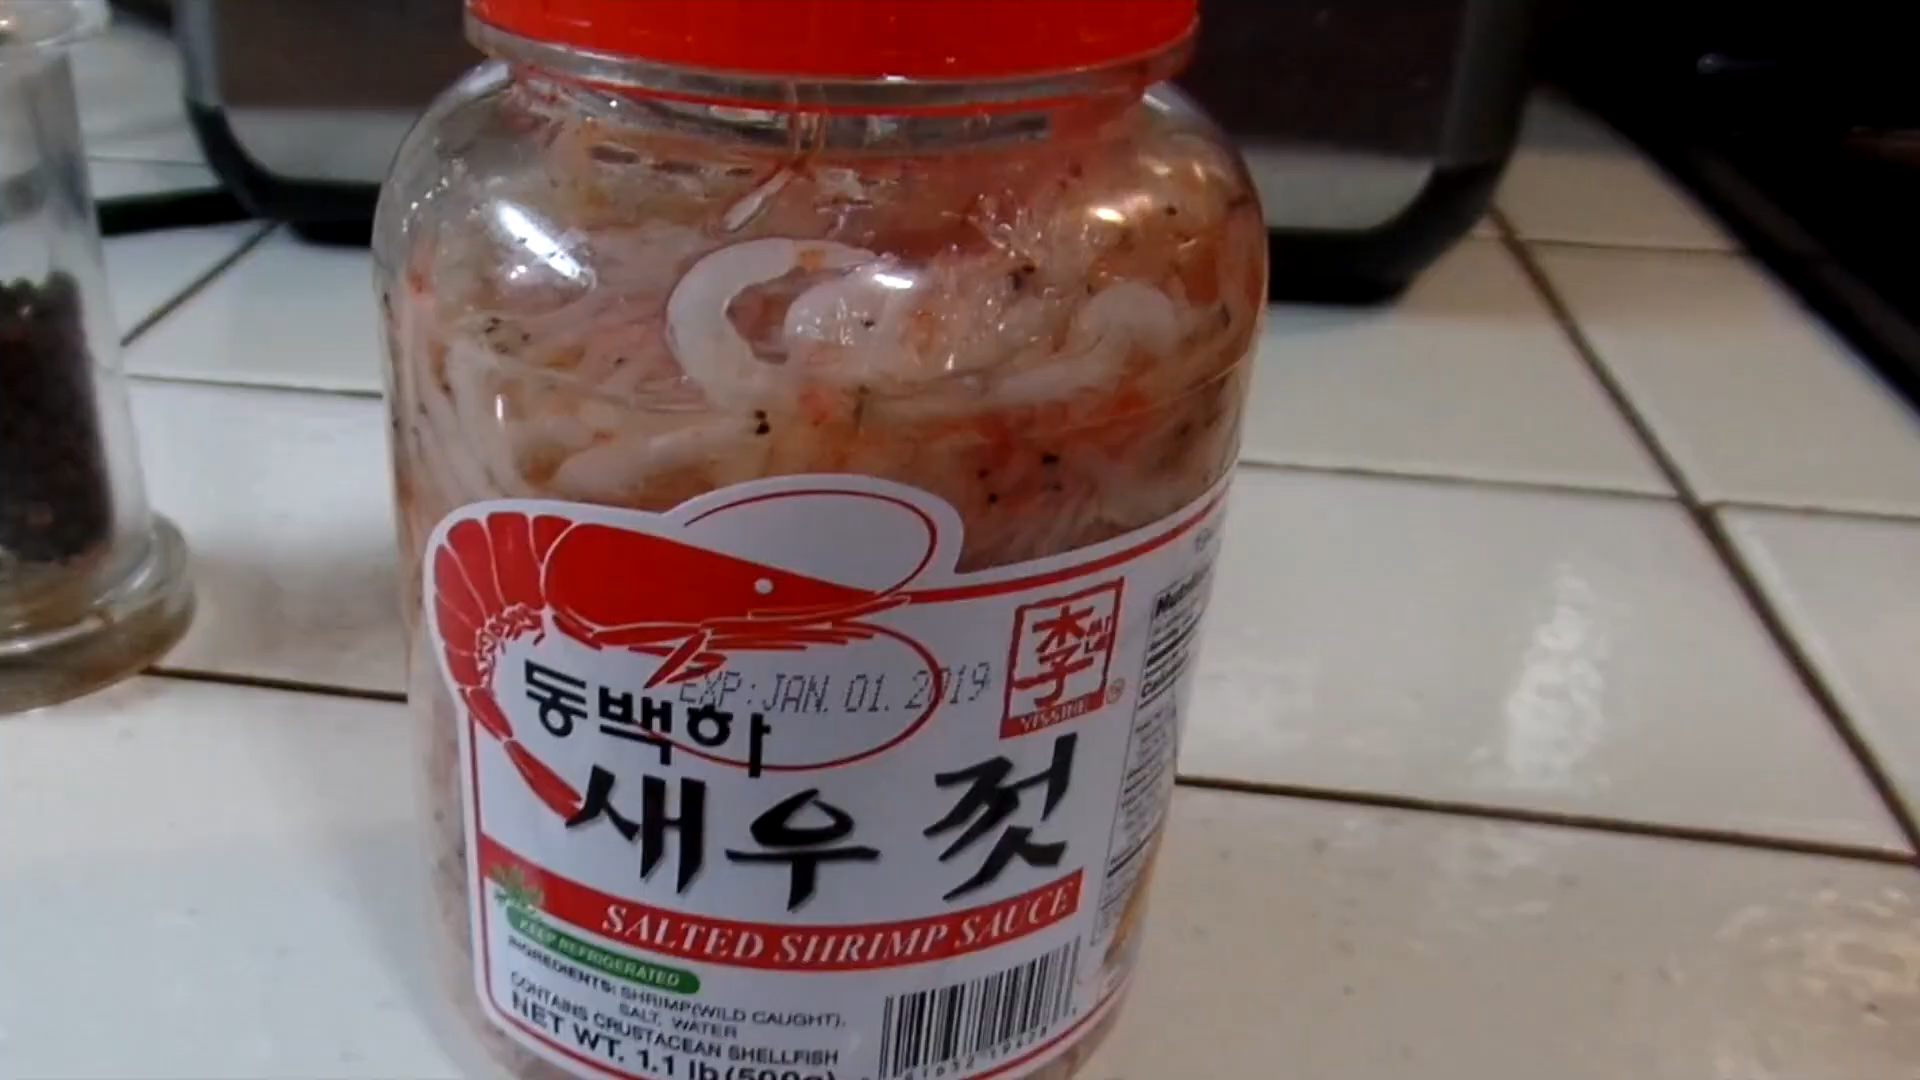 李
YISSINE
EXP:JAN. 01. 2019
동백하
새우젓
SALTED SHRIMP SAUCE
KEEP REFRIGERATED
INGREDIENTS: SHRIMP(WILD CAUGHT),
SALT, WATER
CONTAINS CRUSTACEAN SHELLFISH
NET WT. 1.1 lb(500g)